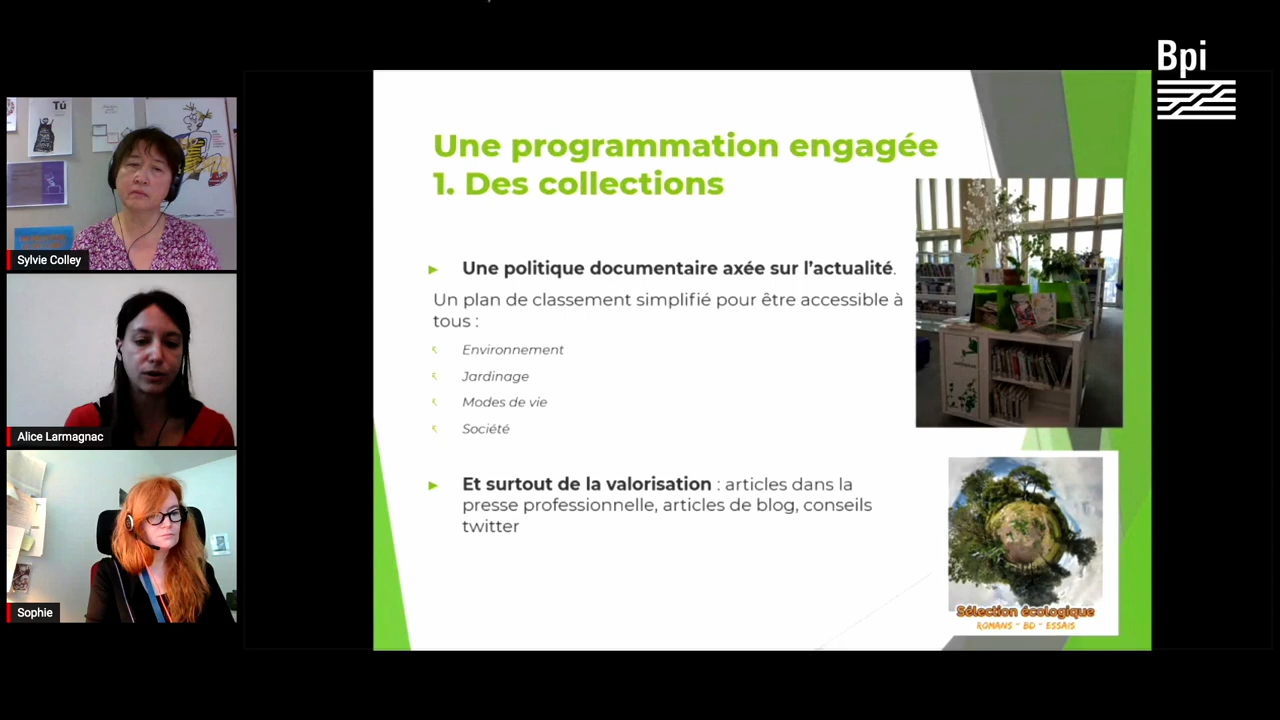 Bpi
Tú
Sylvie Colley
Alice Larmagnac
Sophie
Une programmation engagée
1. Des collections
Une politique documentaire axée sur l'actualité.
Un plan de classement simplifié pour être accessible à
tous :
Environnement
Jardinage
Modes de vie
Société
Et surtout de la valorisation : articles dans la
presse professionnelle, articles de blog, conseils
twitter
Sélection écologique
ROMANS - BD - ESSAIS